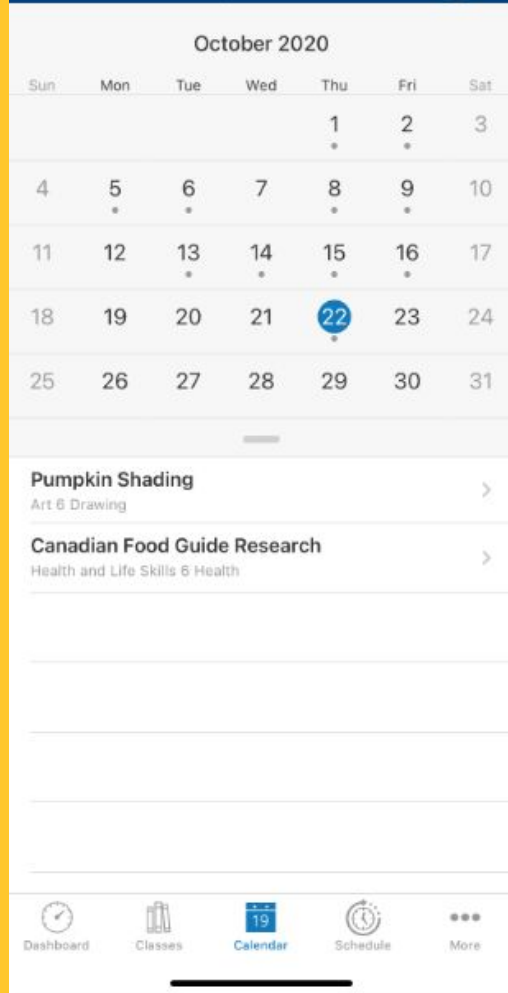 October 2020
Sun Mon Tue Wed Thu Fri Sat
1 2 3
4 5 6 7 8 9 10
11 12 13 14 15 16 17
18 19 20 21 22 23 24
25 26 27 28 29 30 31
Pumpkin Shading
Art 6 Drawing
Canadian Food Guide Research
Health and Life Skills 6 Health
19
Dashboard Classes Calendar Schedule More